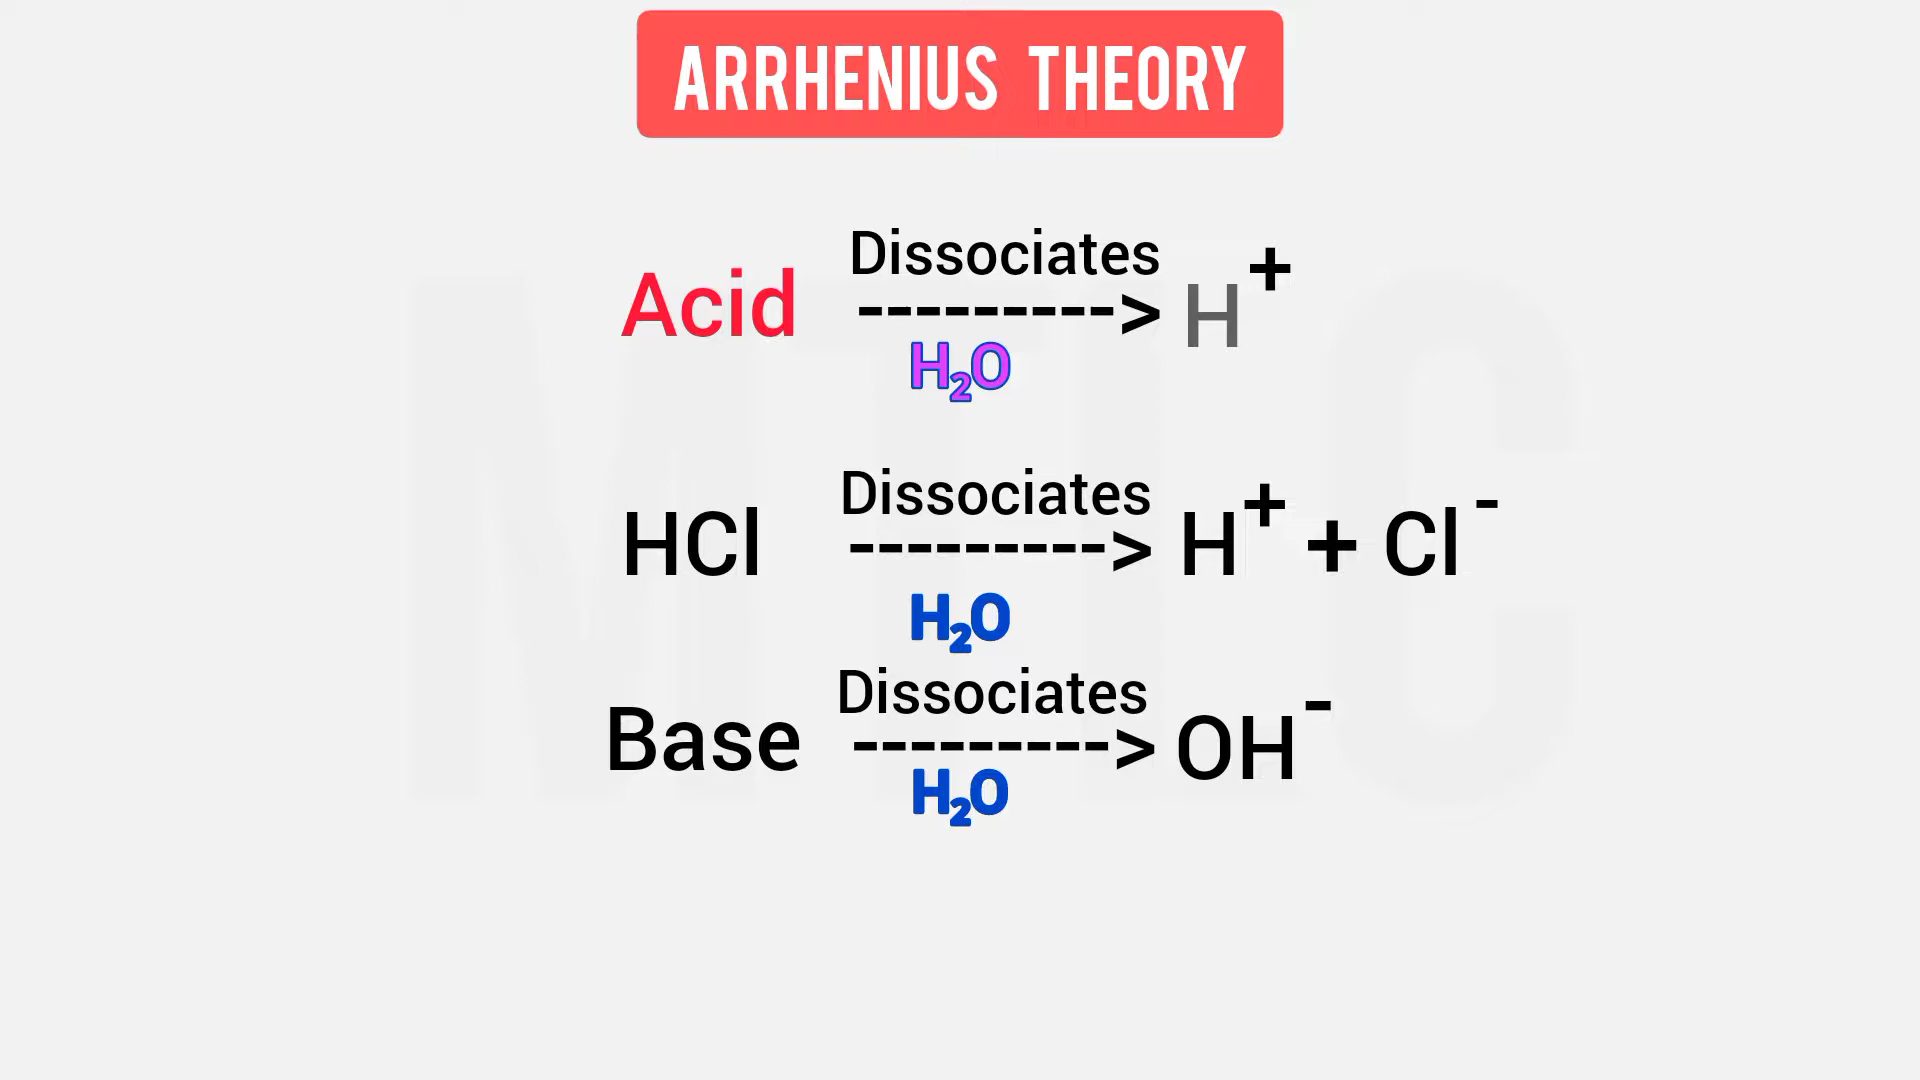 ARRHENIUS THEORY
Dissociates
Acid ---------> H⁺
H₂O
Dissociates
HCl ---------> H⁺ + Cl⁻
H₂O
Dissociates
Base ---------> OH⁻
H₂O